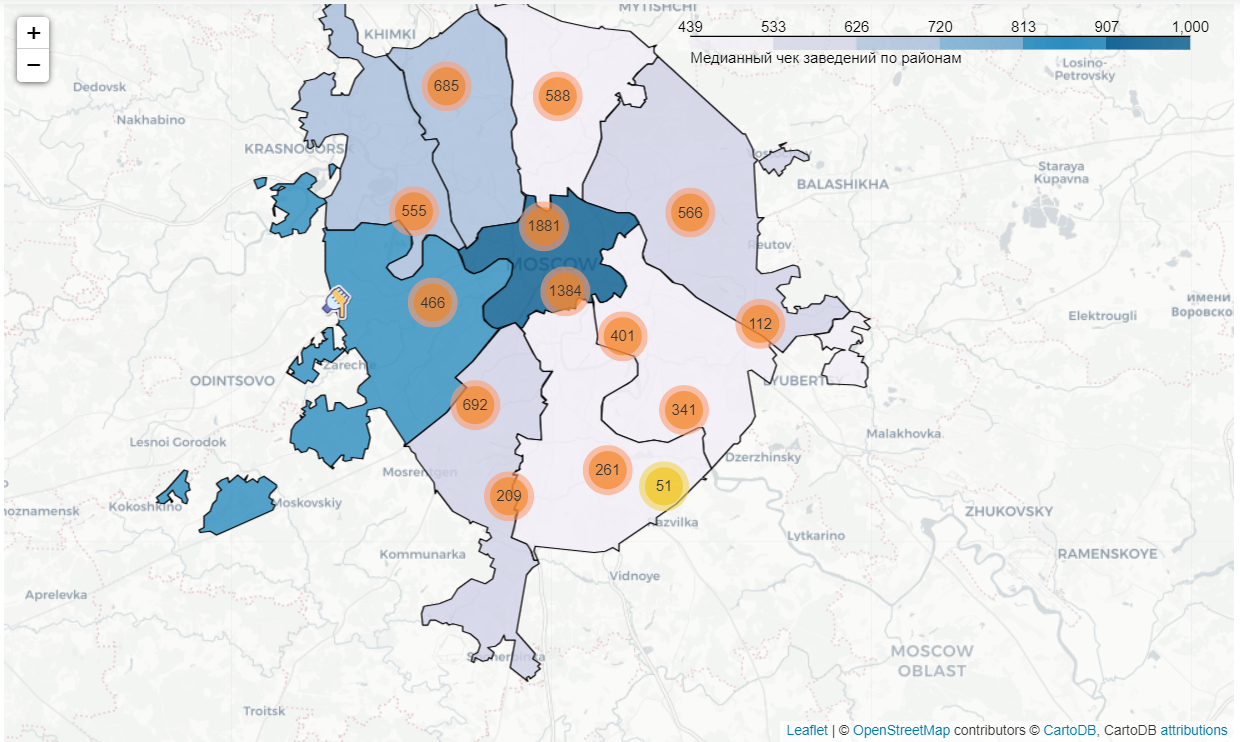 +
−
MYTISHCHI
KHIMKI
439 533 626 720 813 907 1,000
Медианный чек заведений по районам
Losino-
Petrovsky
Dedovsk
685
588
Nakhabino
KRASNOGORSK
Staraya
Kupavna
BALASHIKHA
555
1881
566
Reutov
MOSCOW
1384
466
имени
Воровско
Elektrougli
112
401
Zarechie
ODINTSOVO
LYUBERTSY
692
341
Malakhovka
Lesnoi Gorodok
Dzerzhinsky
Mosrentgen
261
51
209
Moskovskiy
Kokoshkino
noznamensk
ZHUKOVSKY
Razvilka
Lytkarino
Kommunarka
RAMENSKOYE
Vidnoye
Aprelevka
MOSCOW
OBLAST
Shcherbinka
Troitsk
Leaflet | © OpenStreetMap contributors © CartoDB, CartoDB attributions